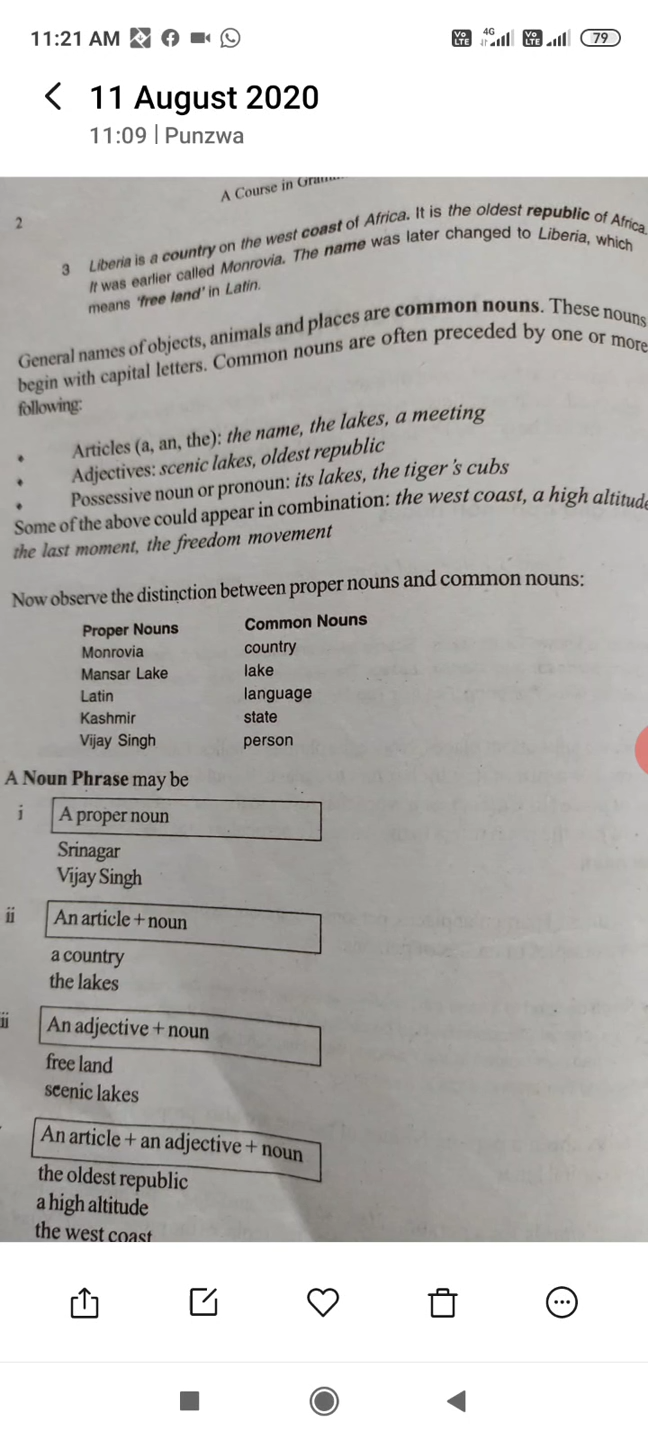 11:21 AM
Vo LTE 4G Vo LTE 79
11 August 2020
11:09 | Punzwa
A Course in
2
3 Liberia is a country on the west coast of Africa. It is the oldest republic of Africa.
It was earlier called Monrovia. The name was later changed to Liberia, which
means 'free land' in Latin.
General names of objects, animals and places are common nouns. These nouns
begin with capital letters. Common nouns are often preceded by one or more
following:
• Articles (a, an, the): the name, the lakes, a meeting
• Adjectives: scenic lakes, oldest republic
• Possessive noun or pronoun: its lakes, the tiger's cubs
Some of the above could appear in combination: the west coast, a high altitude
the last moment, the freedom movement
Now observe the distinction between proper nouns and common nouns:
Proper Nouns Common Nouns
Monrovia country
Mansar Lake lake
Latin language
Kashmir state
Vijay Singh person
A Noun Phrase may be
i A proper noun
Srinagar
Vijay Singh
ii An article + noun
a country
the lakes
ii An adjective + noun
free land
scenic lakes
An article + an adjective + noun
the oldest republic
a high altitude
the west coast